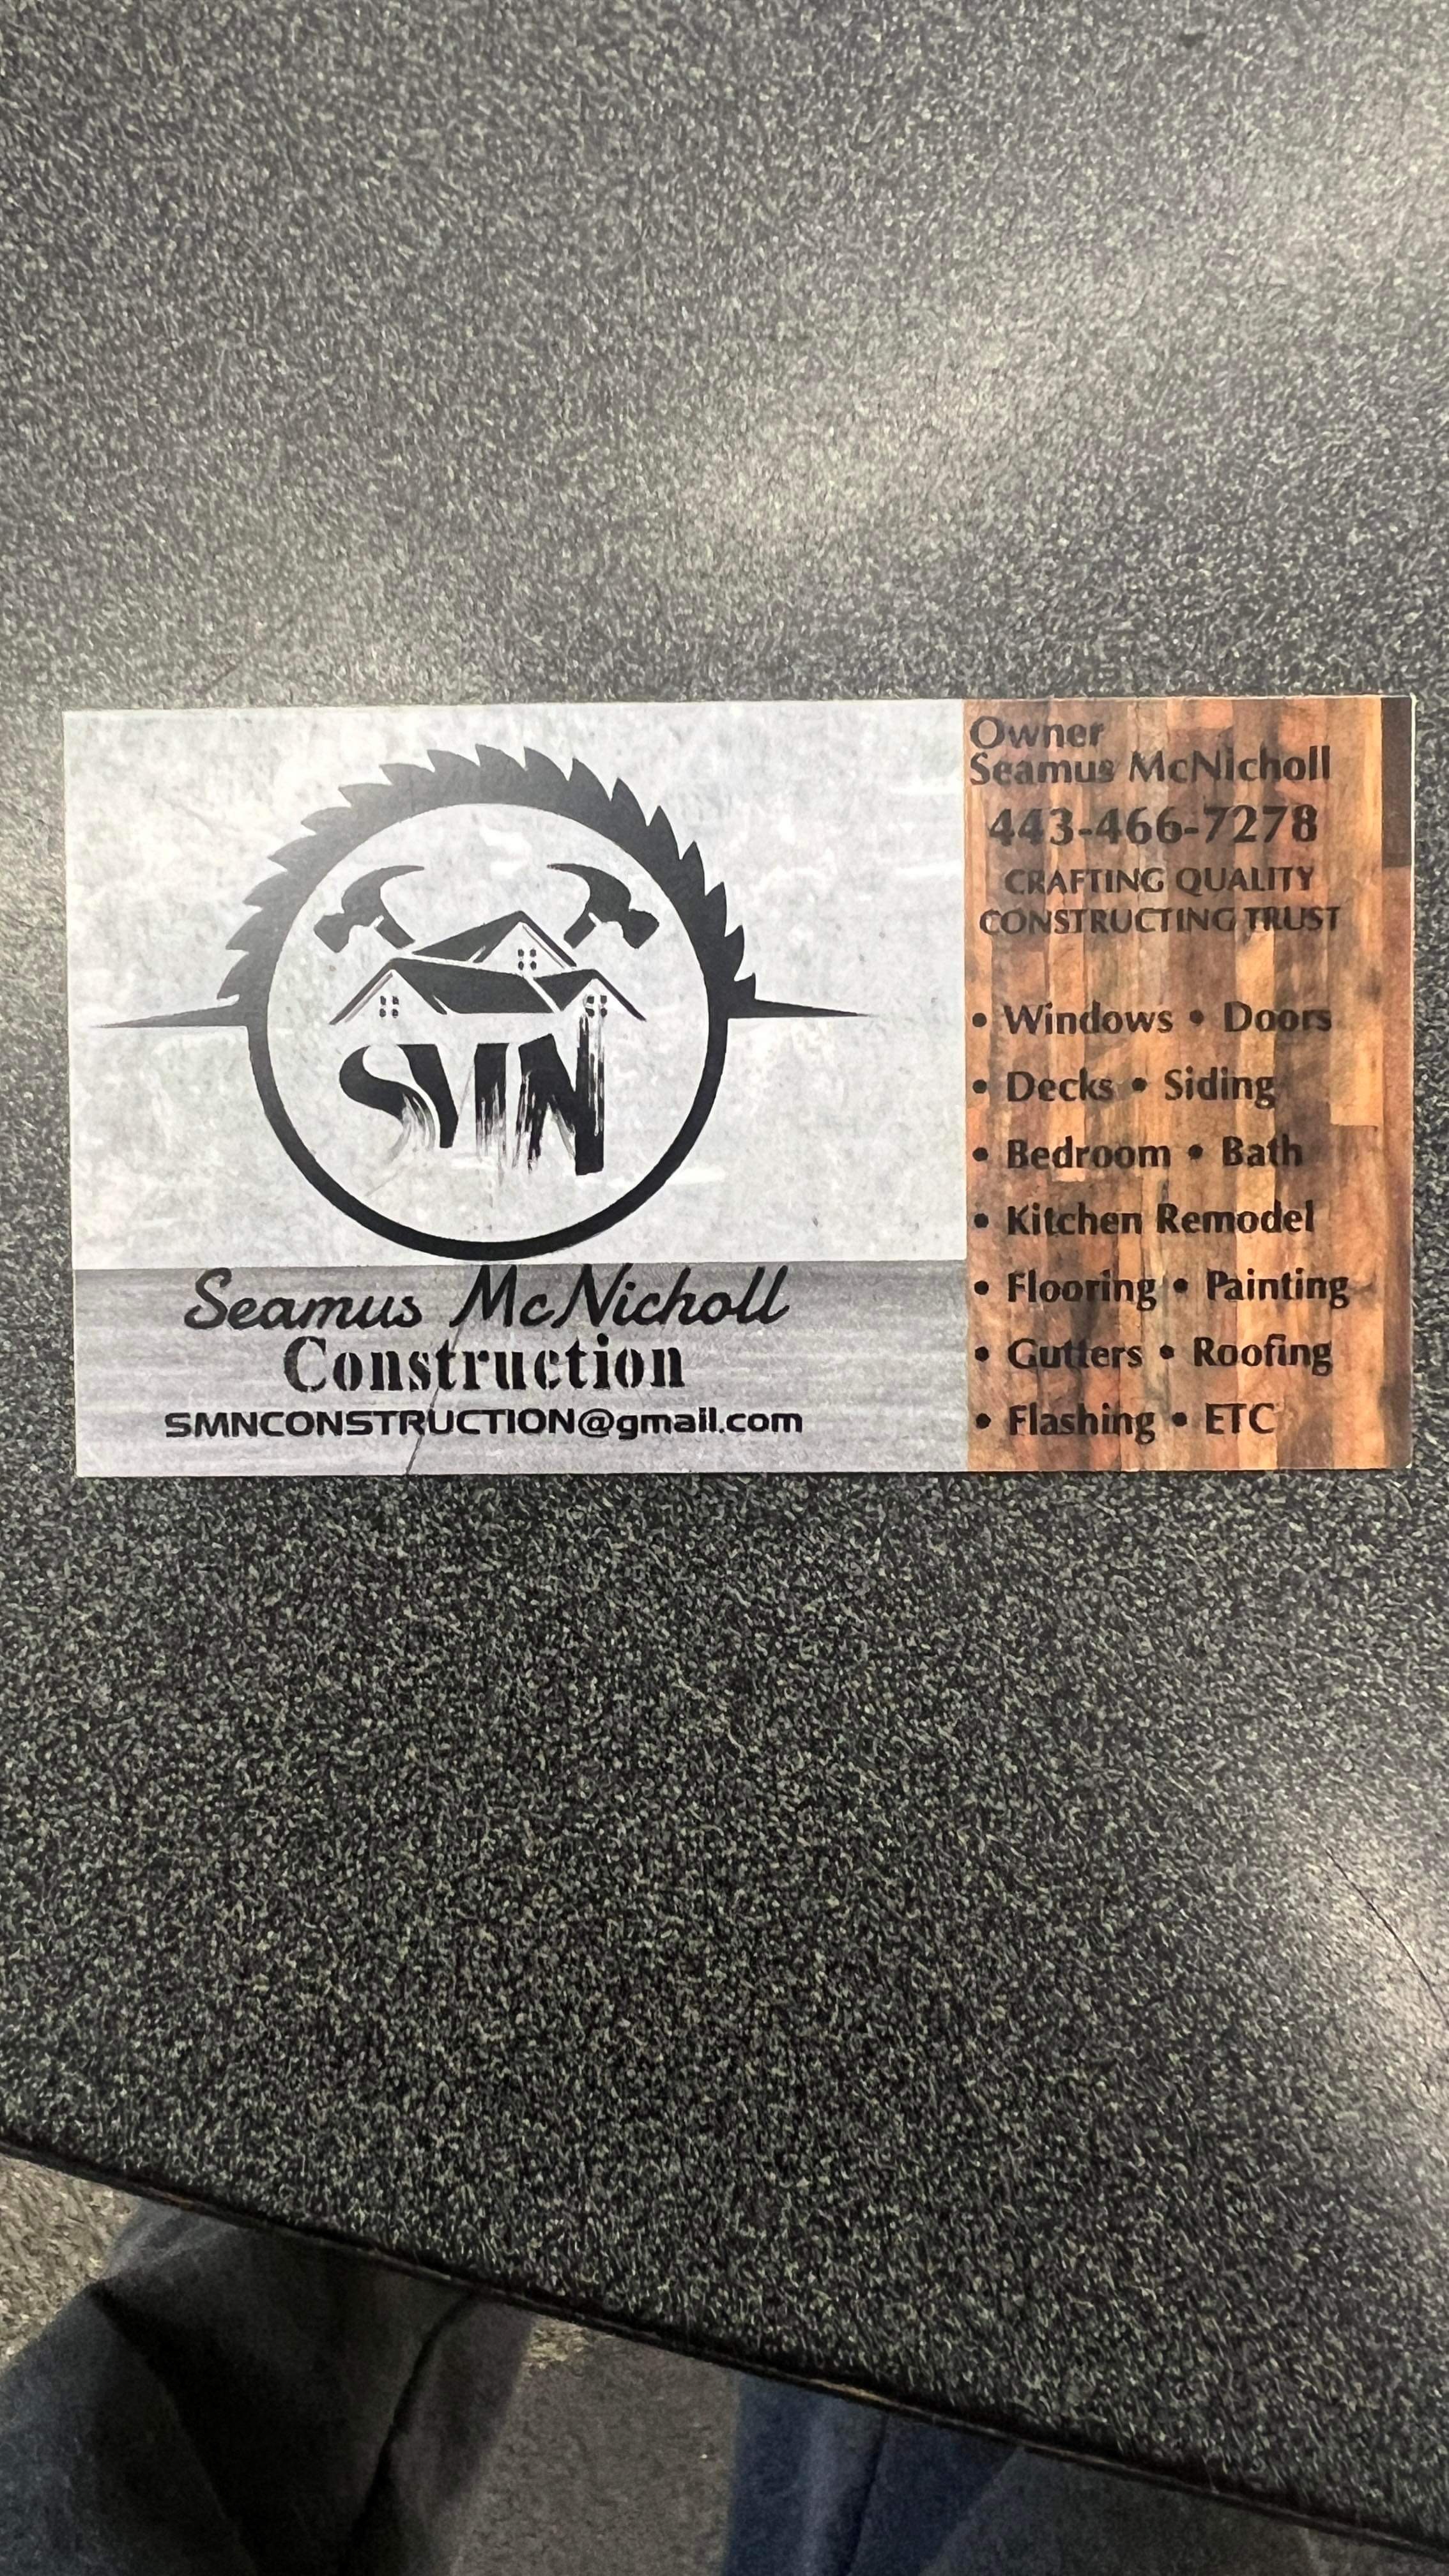 SMN
Seamus McNicholl
Construction
SMNCONSTRUCTION@gmail.com
Owner
Seamus McNicholl
443-466-7278
CRAFTING QUALITY
CONSTRUCTING TRUST
• Windows • Doors
• Decks • Siding
• Bedroom • Bath
• Kitchen Remodel
• Flooring • Painting
• Gutters • Roofing
• Flashing • ETC